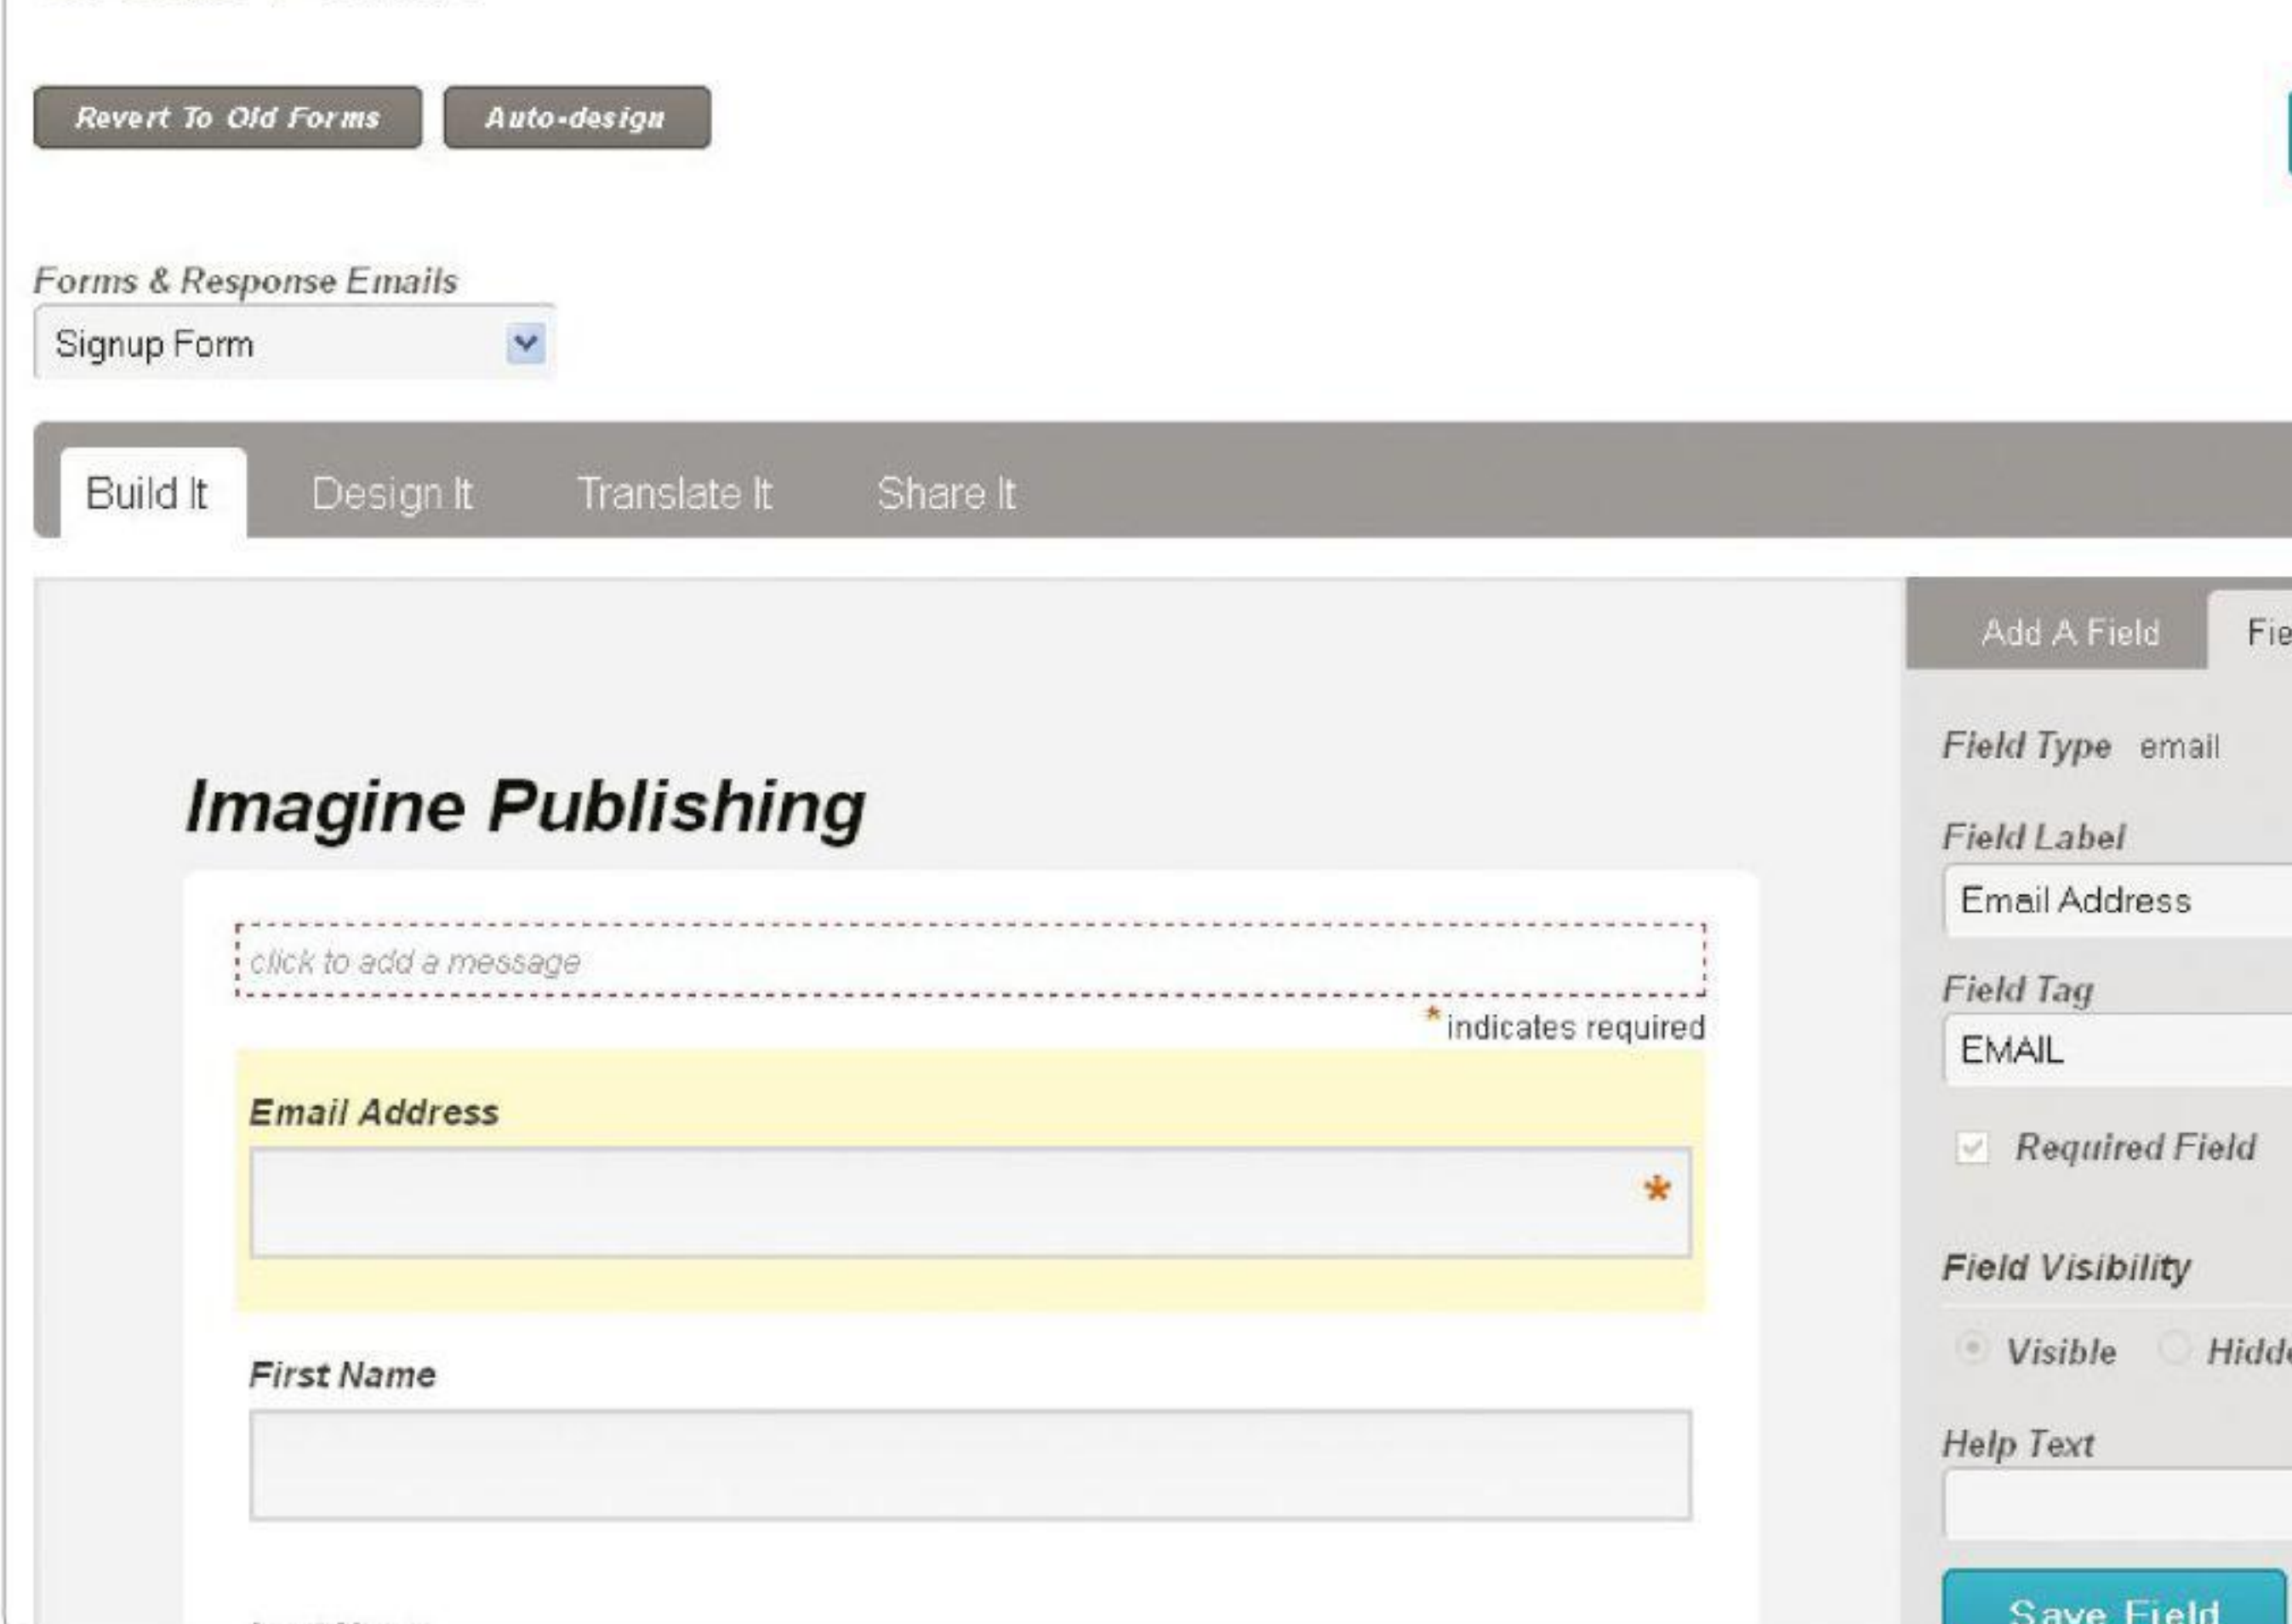 Revert To Old Forms Auto-design
Forms & Response Emails
Signup Form
Build It Design It Translate It Share It
Add A Field
Imagine Publishing
click to add a message
* indicates required
Email Address
*
First Name
Field Type email
Field Label
Email Address
Field Tag
EMAIL
Required Field
Field Visibility
Visible
Help Text
Save Field